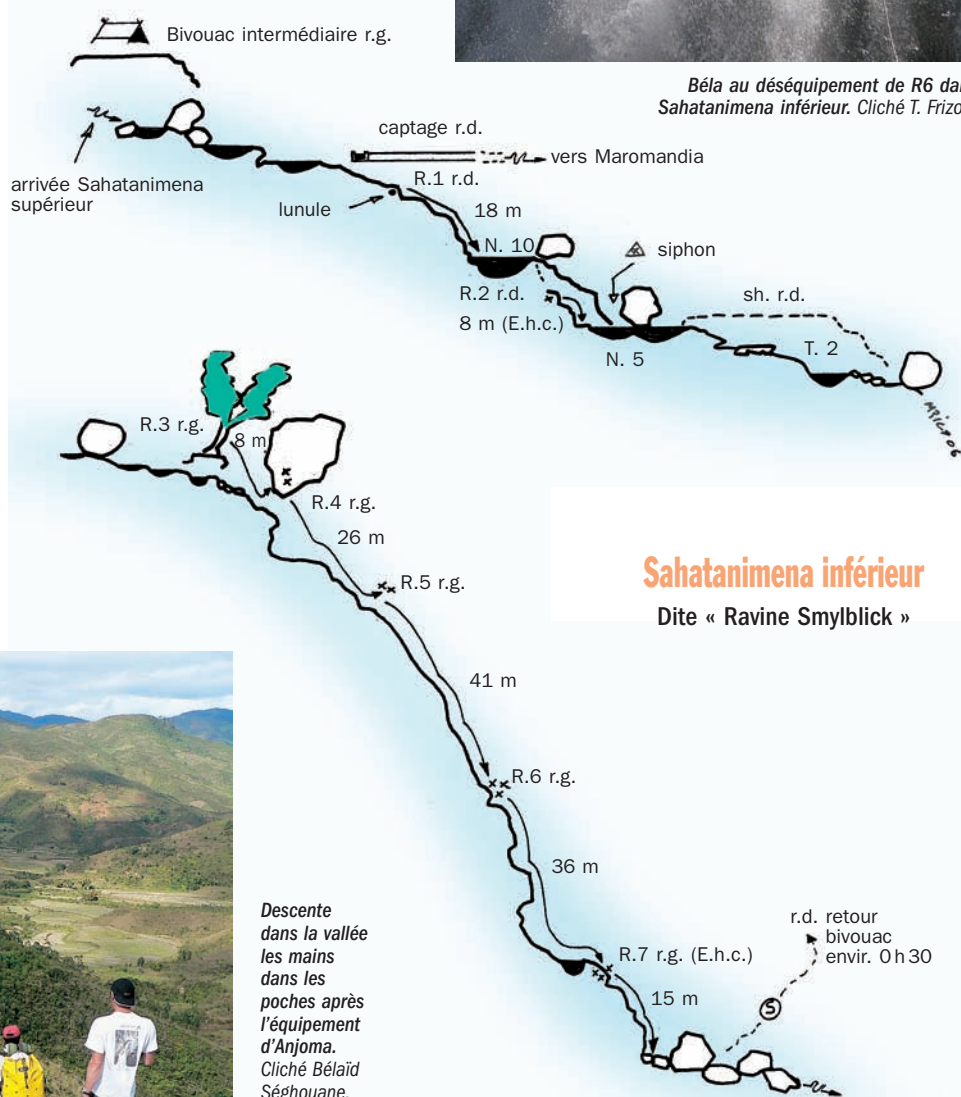 Bivouac intermédiaire r.g.
Béla au déséquipement de R6 dan
Sahatanimena inférieur. Cliché T. Frizo
captage r.d.
vers Maromandia
arrivée Sahatanimena
supérieur
R.1 r.d.
lunule
18 m
N. 10
siphon
R.2 r.d.
8 m (E.h.c.)
sh. r.d.
N. 5
T. 2
R.3 r.g.
8 m
R.4 r.g.
26 m
R.5 r.g.
Sahatanimena inférieur
Dite « Ravine Smylblick »
41 m
R.6 r.g.
36 m
Descente
dans la vallée
les mains
dans les
poches après
l'équipement
d'Anjoma.
Cliché Bélaïd
Séghouane.
r.d. retour
bivouac
envir. 0h30
R.7 r.g. (E.h.c.)
15 m
S